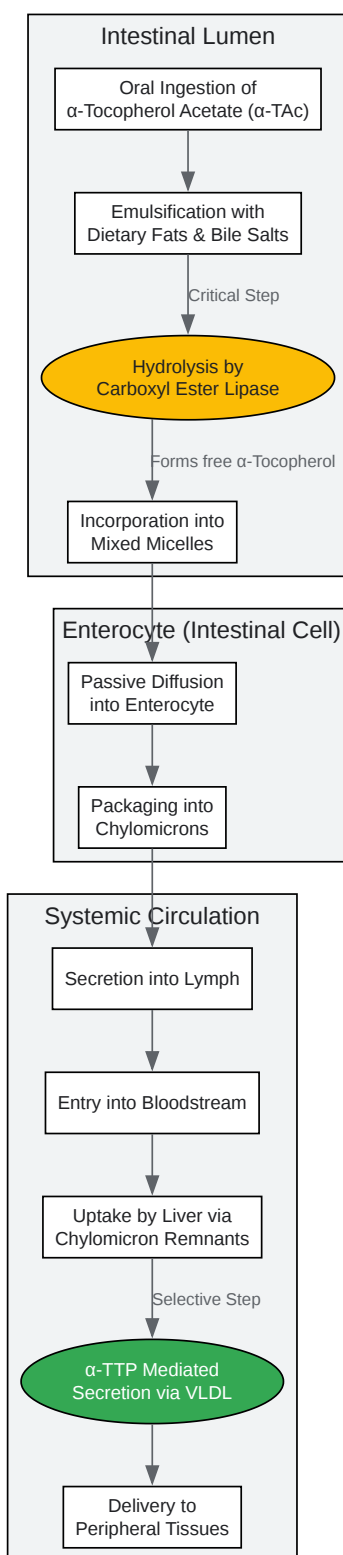 Intestinal Lumen
Oral Ingestion of
α-Tocopherol Acetate (α-TAc)
Emulsification with
Dietary Fats & Bile Salts
Critical Step
Hydrolysis by
Carboxyl Ester Lipase
Forms free α-Tocopherol
Incorporation into
Mixed Micelles
Enterocyte (Intestinal Cell)
Passive Diffusion
into Enterocyte
Packaging into
Chylomicrons
Systemic Circulation
Secretion into Lymph
Entry into Bloodstream
Uptake by Liver via
Chylomicron Remnants
Selective Step
α-TTP Mediated
Secretion via VLDL
Delivery to
Peripheral Tissues